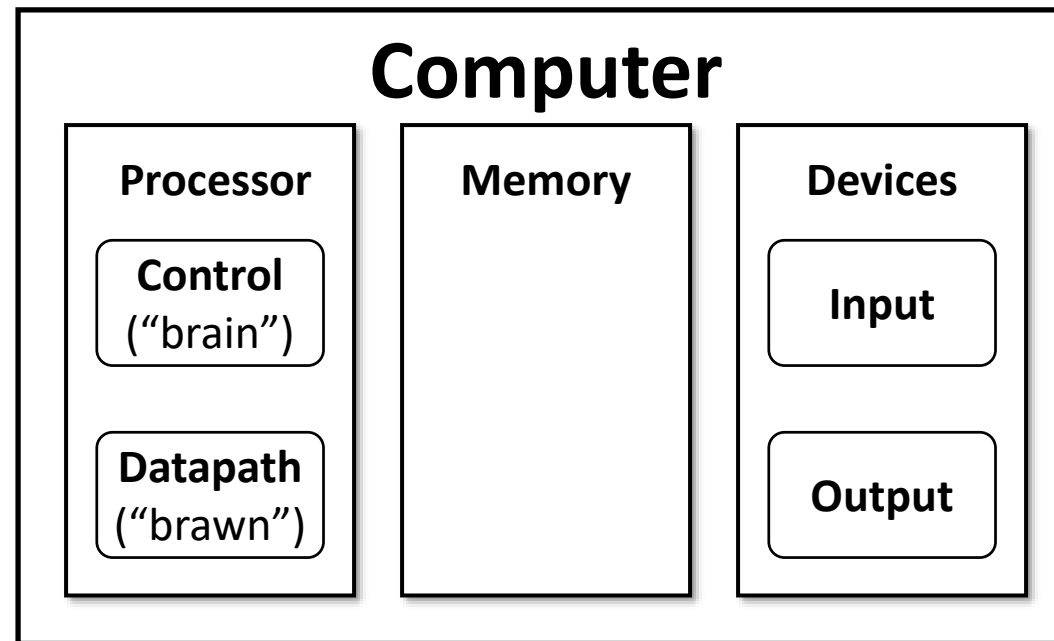 Computer
Processor
Control
(“brain”)
Datapath
(“brawn”)
Memory
Devices
Input
Output